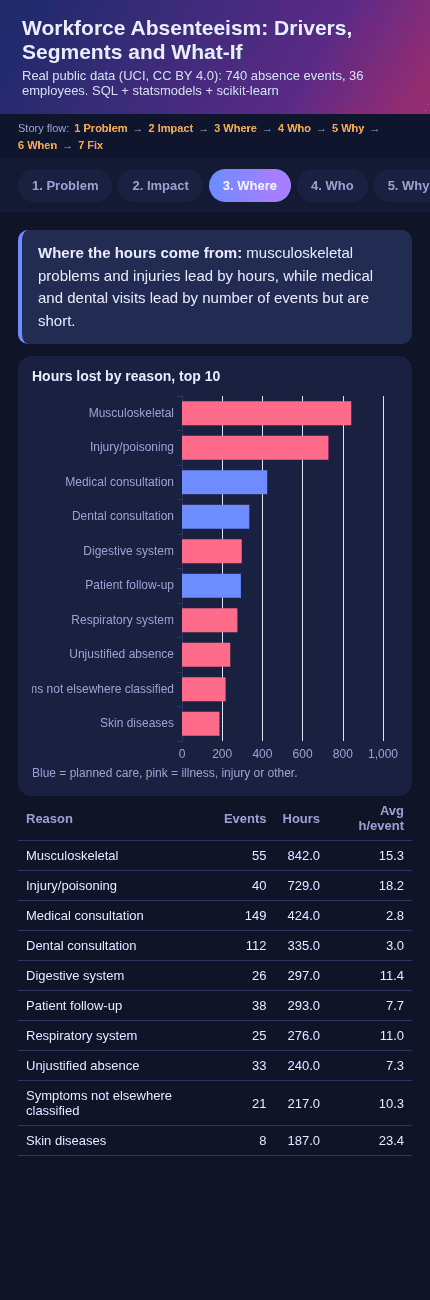 Workforce Absenteeism: Drivers,
Segments and What-If
Real public data (UCI, CC BY 4.0): 740 absence events, 36
employees. SQL + statsmodels + scikit-learn
Story flow: 1 Problem → 2 Impact → 3 Where → 4 Who → 5 Why →
6 When → 7 Fix
1. Problem 2. Impact 3. Where 4. Who 5. Why
Where the hours come from: musculoskeletal
problems and injuries lead by hours, while medical
and dental visits lead by number of events but are
short.
Hours lost by reason, top 10
Musculoskeletal
Injury/poisoning
Medical consultation
Dental consultation
Digestive system
Patient follow-up
Respiratory system
Unjustified absence
ms not elsewhere classified
Skin diseases
0 200 400 600 800 1,000
Blue = planned care, pink = illness, injury or other.
Reason Events Hours Avg
h/event
Musculoskeletal 55 842.0 15.3
Injury/poisoning 40 729.0 18.2
Medical consultation 149 424.0 2.8
Dental consultation 112 335.0 3.0
Digestive system 26 297.0 11.4
Patient follow-up 38 293.0 7.7
Respiratory system 25 276.0 11.0
Unjustified absence 33 240.0 7.3
Symptoms not elsewhere
classified 21 217.0 10.3
Skin diseases 8 187.0 23.4